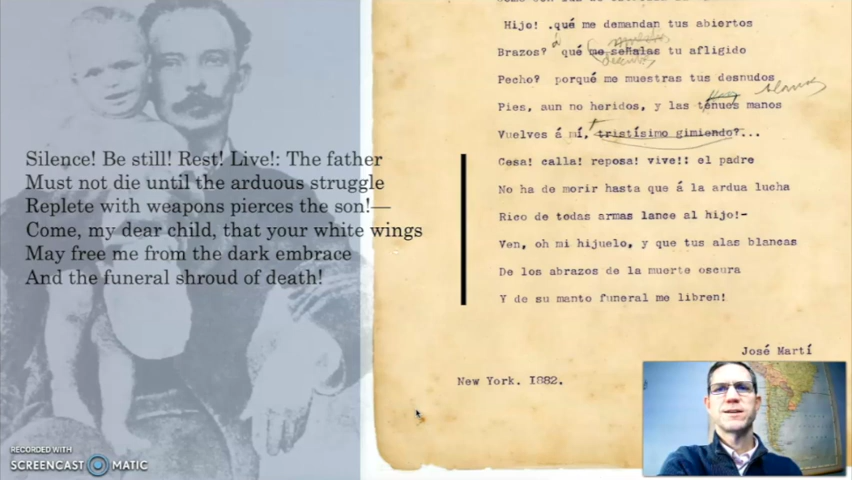 Silence! Be still! Rest! Live!: The father
Must not die until the arduous struggle
Replete with weapons pierces the son!—
Come, my dear child, that your white wings
May free me from the dark embrace
And the funeral shroud of death!
Hijo! .qué me demandan tus abiertos
Brazos? qué me señalas tu afligido
Pecho? porqué me muestras tus desnudos
Pies, aun no heridos, y las tenues manos
Vuelves á mí, tristísimo gimiendo?...
Cesa! calla! reposa! vive!: el padre
No ha de morir hasta que á la ardua lucha
Rico de todas armas lance al hijo!-
Ven, oh mi hijuelo, y que tus alas blancas
De los abrazos de la muerte oscura
Y de su manto funeral me libren!
José Martí
New York. 1882.
RECORDED WITH
SCREENCAST MATIC